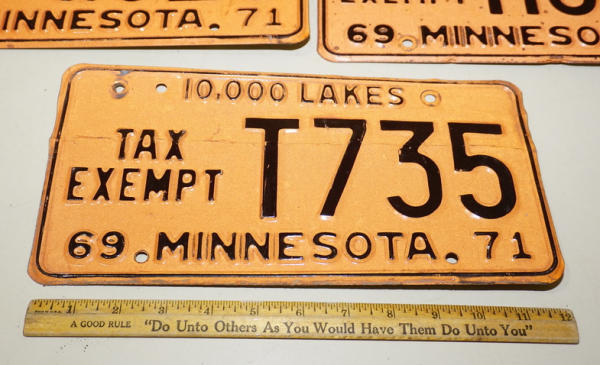 MINNESOTA. 71
EXEMPT
69 MINNESO
10,000 LAKES
TAX
EXEMPT
T735
69 MINNESOTA. 71
1 2 3 4 5 6 7 8 9 10 11 12
A GOOD RULE "Do Unto Others As You Would Have Them Do Unto You"